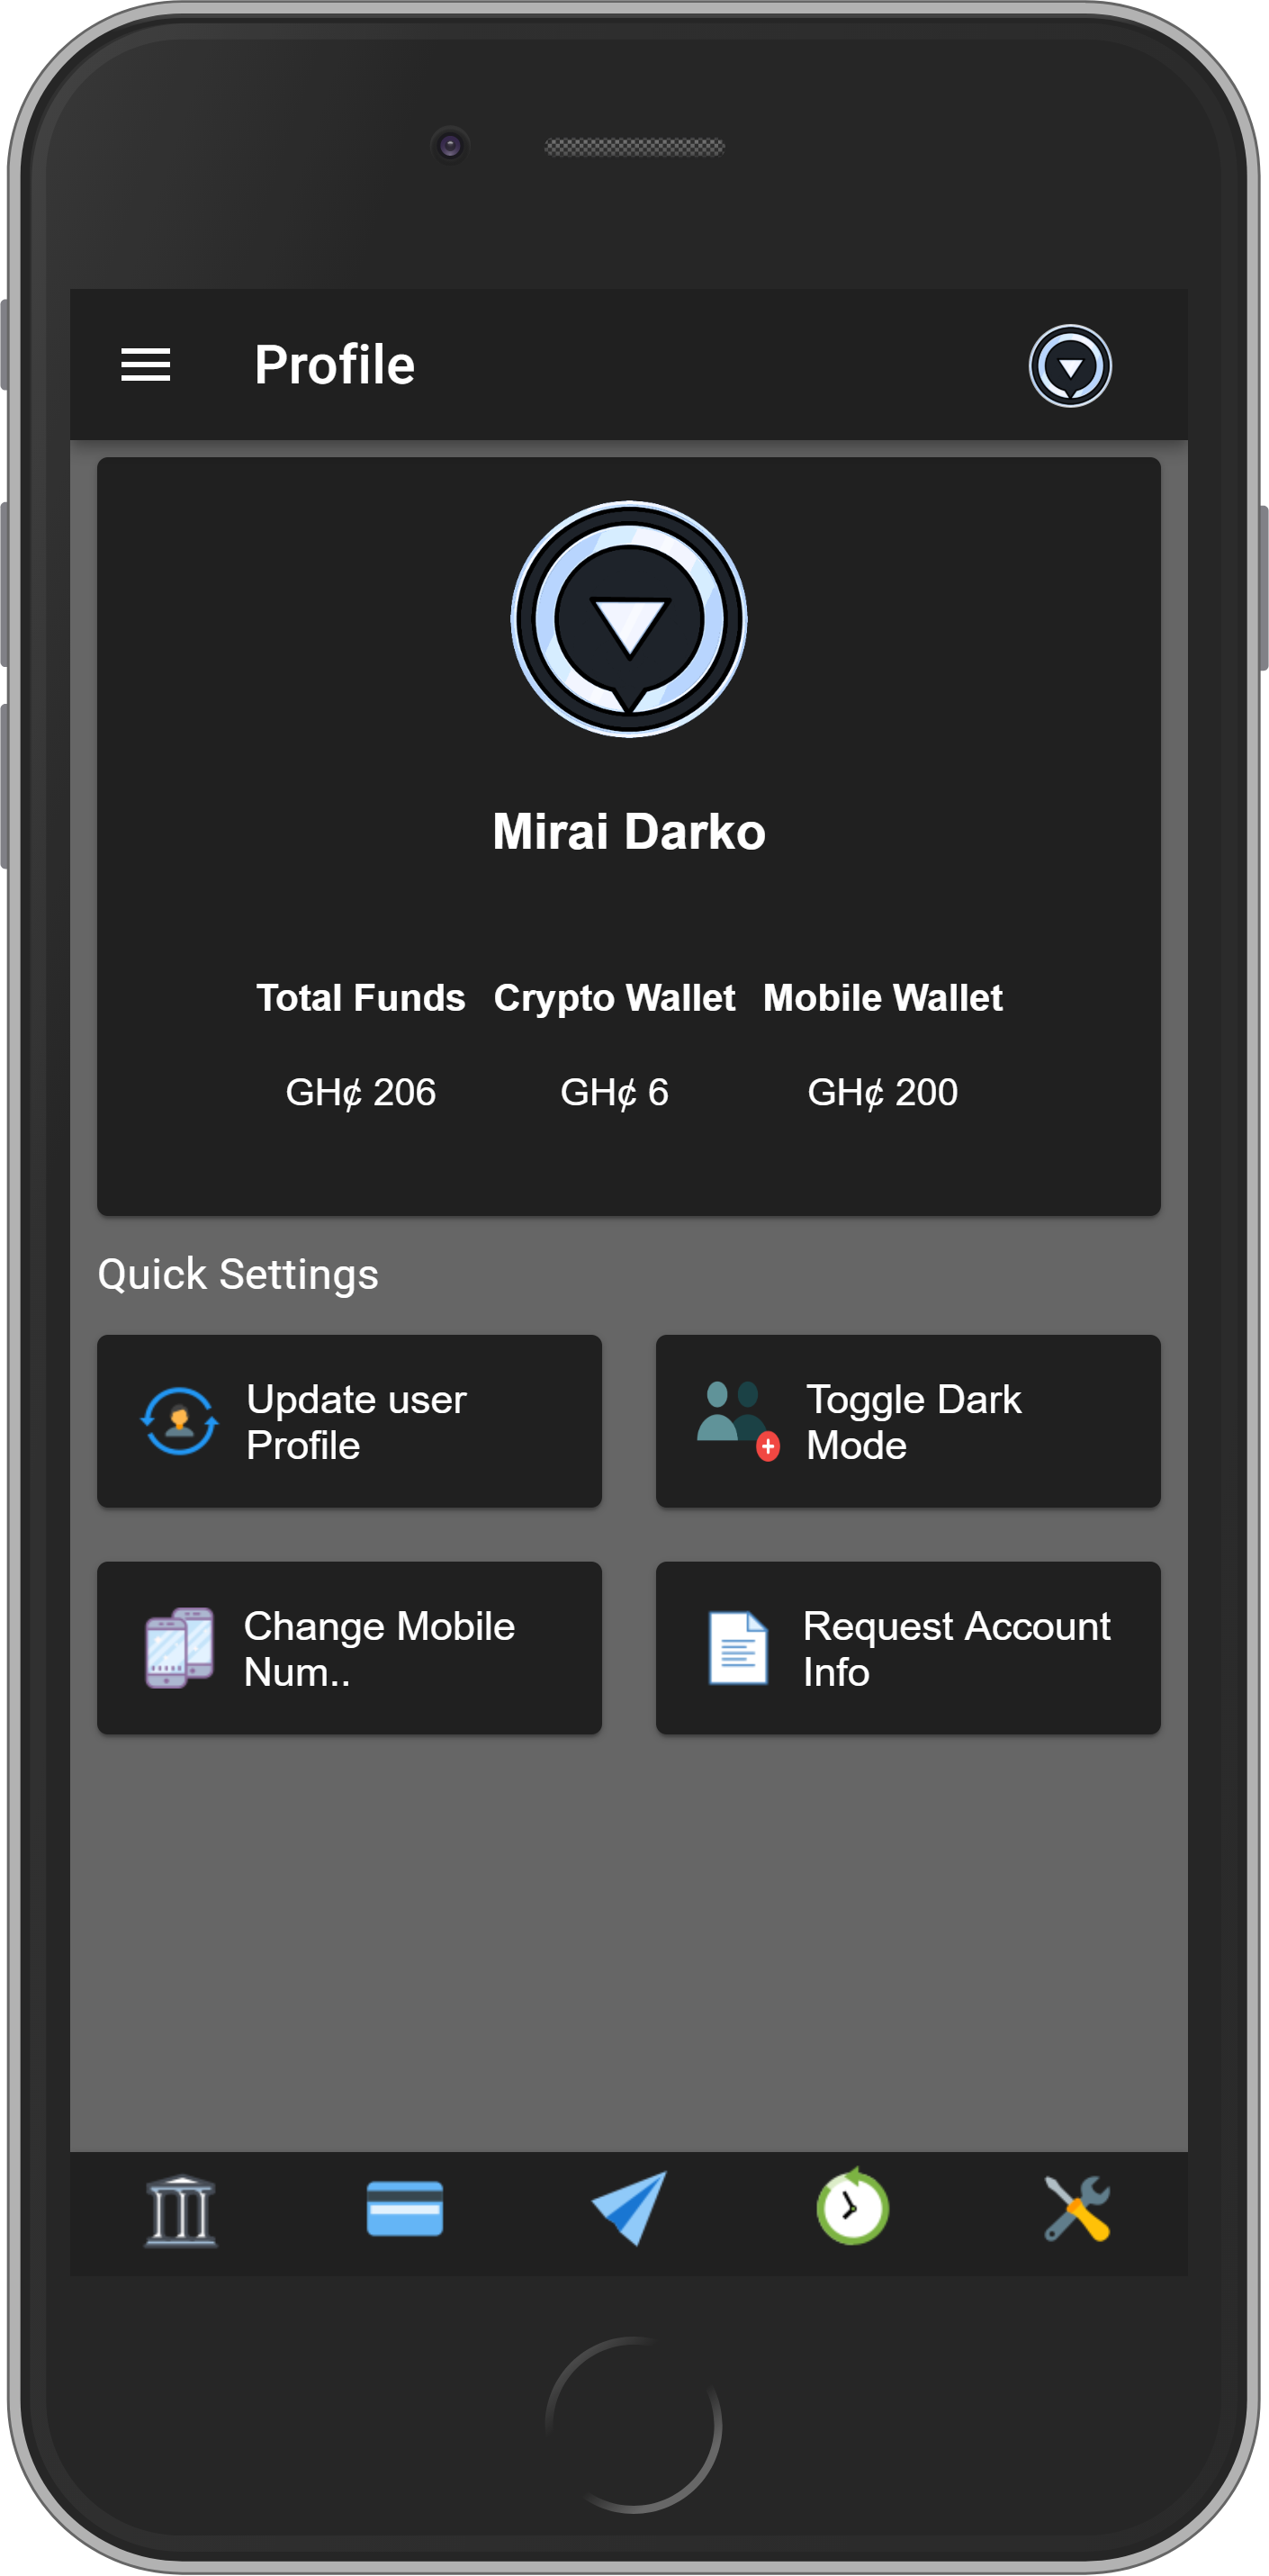 Profile
Mirai Darko
Total Funds Crypto Wallet Mobile Wallet
GH₵ 206 GH₵ 6 GH₵ 200
Quick Settings
Update user
Profile
Toggle Dark
Mode
Change Mobile
Num..
Request Account
Info